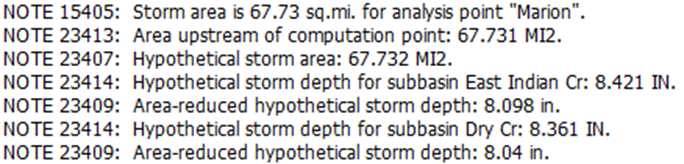 NOTE 15405: Storm area is 67.73 sq.mi. for analysis point "Marion".
NOTE 23413: Area upstream of computation point: 67.731 MI2.
NOTE 23407: Hypothetical storm area: 67.732 MI2.
NOTE 23414: Hypothetical storm depth for subbasin East Indian Cr: 8.421 IN.
NOTE 23409: Area-reduced hypothetical storm depth: 8.098 in.
NOTE 23414: Hypothetical storm depth for subbasin Dry Cr: 8.361 IN.
NOTE 23409: Area-reduced hypothetical storm depth: 8.04 in.